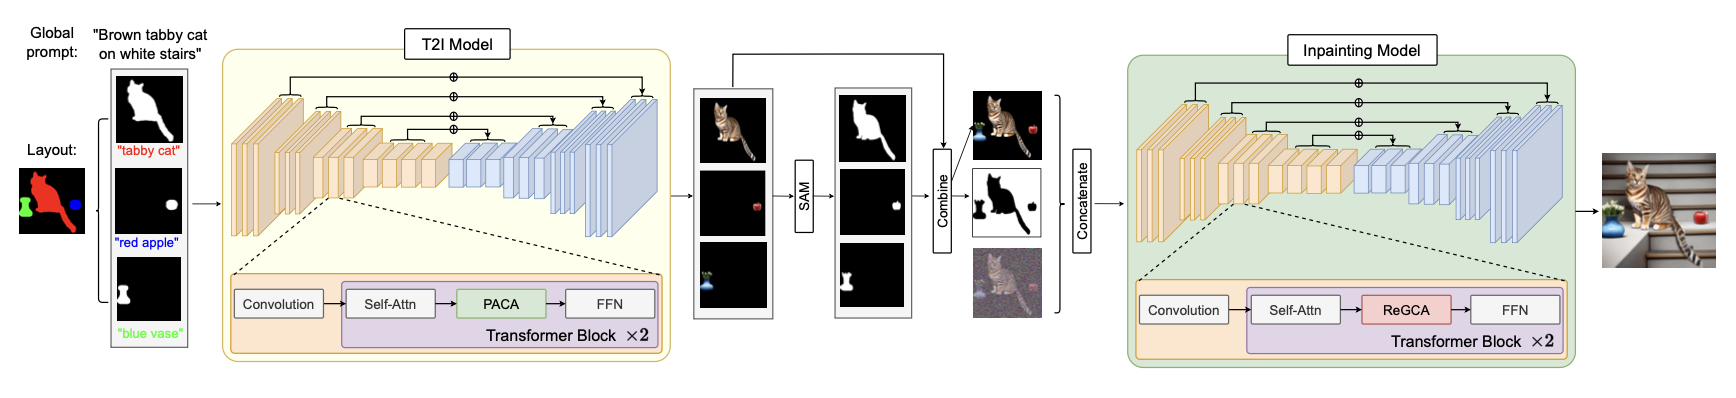 Global
prompt:
"Brown tabby cat
on white stairs"
Layout:
"tabby cat"
"red apple"
"blue vase"
T2I Model
Convolution
Self-Attn
PACA
FFN
Transformer Block ×2
SAM
Combine
Concatenate
Inpainting Model
Convolution
Self-Attn
ReGCA
FFN
Transformer Block ×2